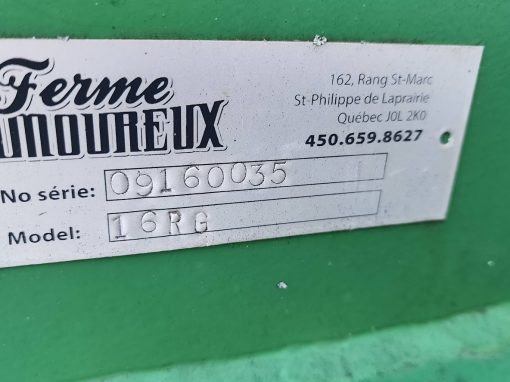 Ferme
AMOUREUX
162, Rang St-Marc
St-Philippe de Laprairie
Québec J0L 2K0
450.659.8627
No série: 09160035
Model: 16RG